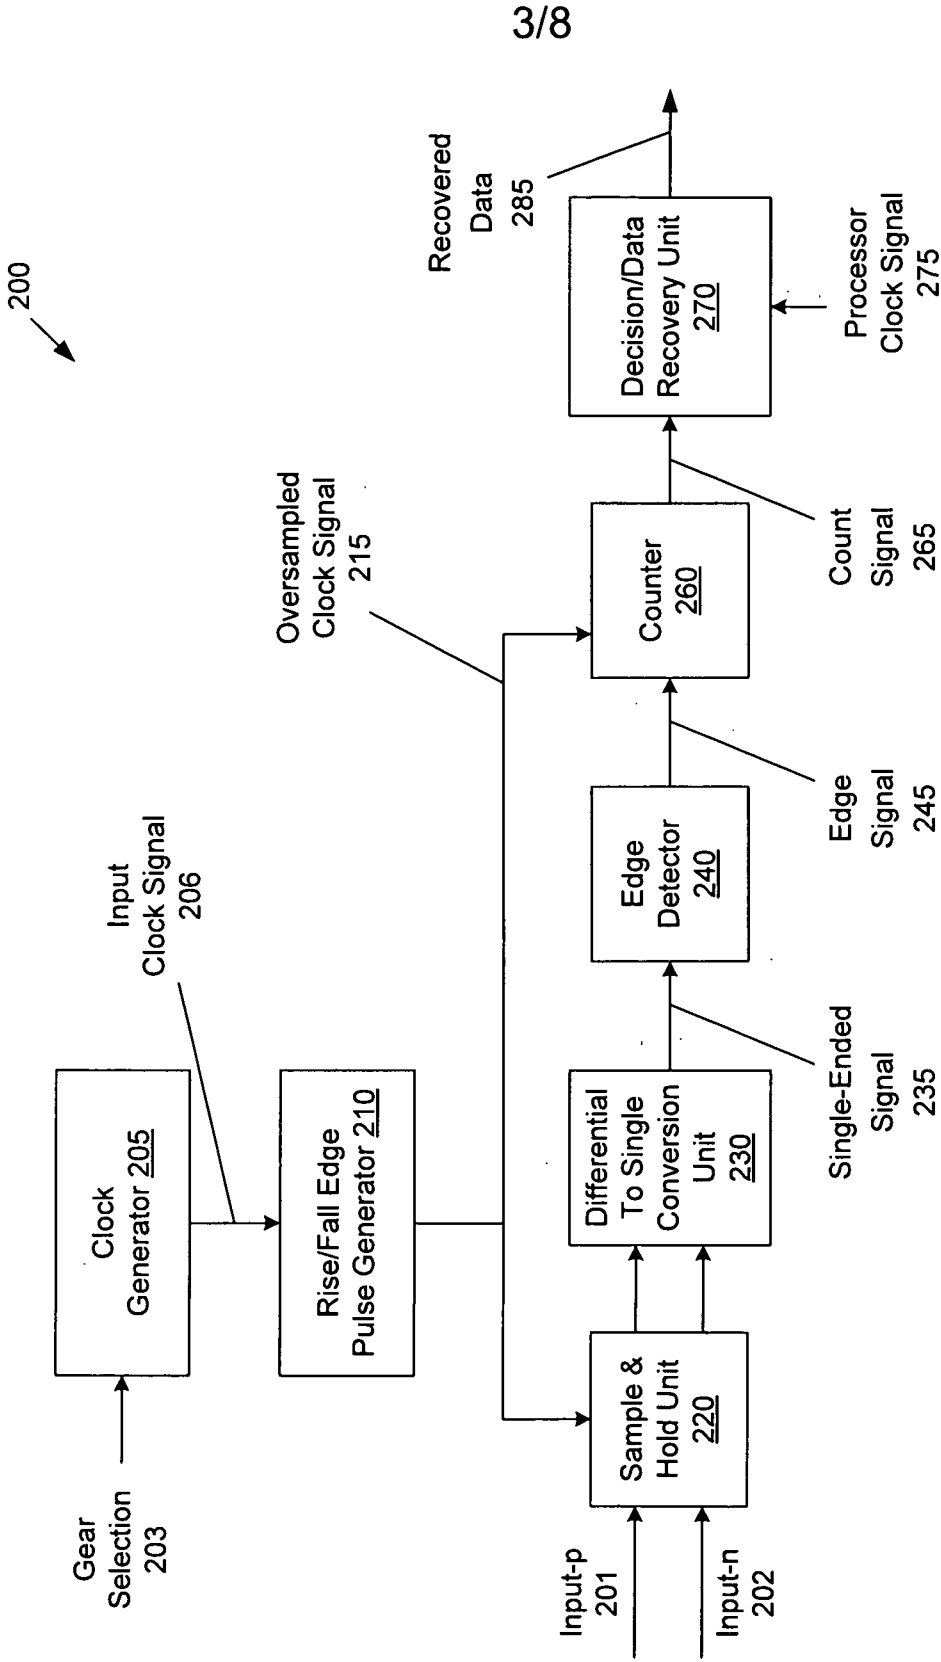 3/8
200
Gear
Selection
203
Clock
Generator 205
Input
Clock Signal
206
Rise/Fall Edge
Pulse Generator 210
Oversampled
Clock Signal
215
Input-p
201
Input-n
202
Sample &
Hold Unit
220
Differential
To Single
Conversion
Unit
230
Single-Ended
Signal
235
Edge
Detector
240
Edge
Signal
245
Counter
260
Count
Signal
265
Decision/Data
Recovery Unit
270
Processor
Clock Signal
275
Recovered
Data
285